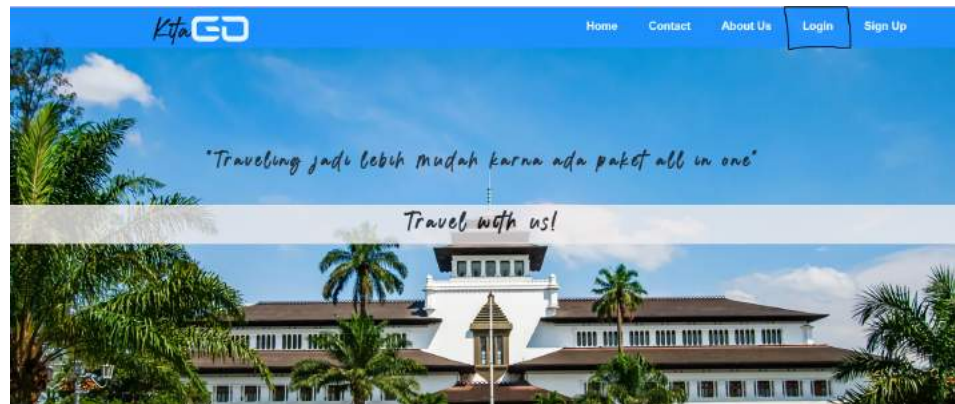 KitaGO
Home Contact About Us Login Sign Up
"Traveling jadi lebih mudah karna ada paket all in one"
Travel with us!